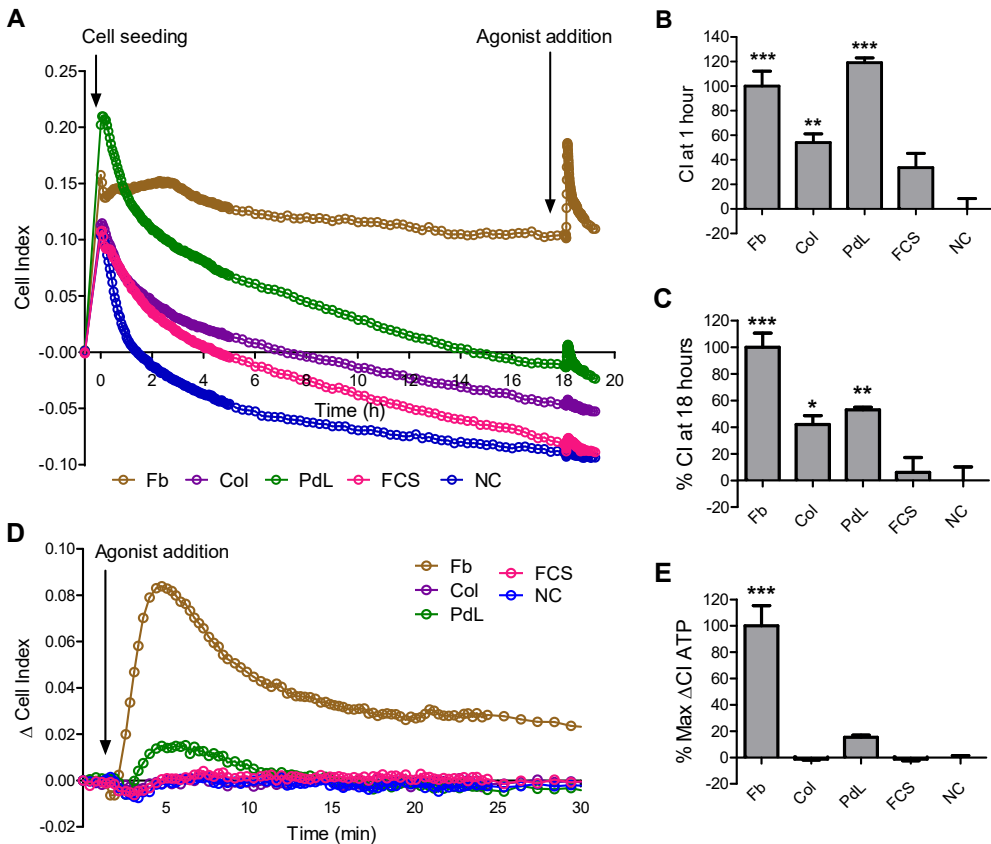 A
Cell seeding
Agonist addition
Cell Index
0.25
0.20
0.15
0.10
0.05
-0.00
-0.05
-0.10
0 2 4 6 8 10 12 14 16 18 20
Time (h)
Fb Col PdL FCS NC
B
CI at 1 hour
140
120
100
80
60
40
20
0
-20
***
**
***
Fb Col PdL FCS NC
C
% CI at 18 hours
120
100
80
60
40
20
0
-20
***
*
**
Fb Col PdL FCS NC
D
Agonist addition
Δ Cell Index
0.10
0.08
0.06
0.04
0.02
0.00
-0.02
Fb FCS
Col NC
PdL
5 10 15 20 25 30
Time (min)
E
% Max ΔCI ATP
120
100
80
60
40
20
0
-20
***
Fb Col PdL FCS NC